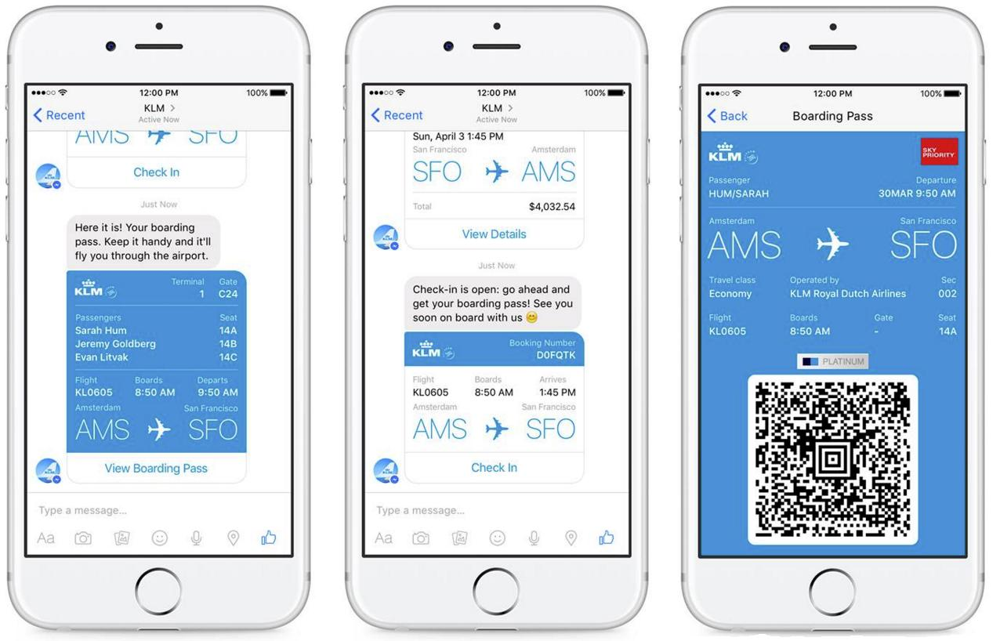 12:00 PM 100%
Recent KLM
Active Now
AMS SFO
Check In
Just Now
Here it is! Your boarding
pass. Keep it handy and it'll
fly you through the airport.
KLM Terminal Gate
1 C24
Passengers Seat
Sarah Hum 14A
Jeremy Goldberg 14B
Evan Litvak 14C
Flight Boards Departs
KL0605 8:50 AM 9:50 AM
Amsterdam San Francisco
AMS SFO
View Boarding Pass
Type a message...
Aa
12:00 PM 100%
Recent KLM
Active Now
Sun, April 3 1:45 PM
San Francisco Amsterdam
SFO AMS
Total $4,032.54
View Details
Just Now
Check-in is open: go ahead and
get your boarding pass! See you
soon on board with us 😊
KLM Booking Number
D0FQTK
Flight Boards Arrives
KL0605 8:50 AM 1:45 PM
Amsterdam San Francisco
AMS SFO
Check In
Type a message...
Aa
12:00 PM 100%
Back Boarding Pass
KLM SKY
PRIORITY
Passenger Departure
HUM/SARAH 30MAR 9:50 AM
Amsterdam San Francisco
AMS SFO
Travel class Operated by Sec
Economy KLM Royal Dutch Airlines 002
Flight Boards Gate Seat
KL0605 8:50 AM - 14A
PLATINUM